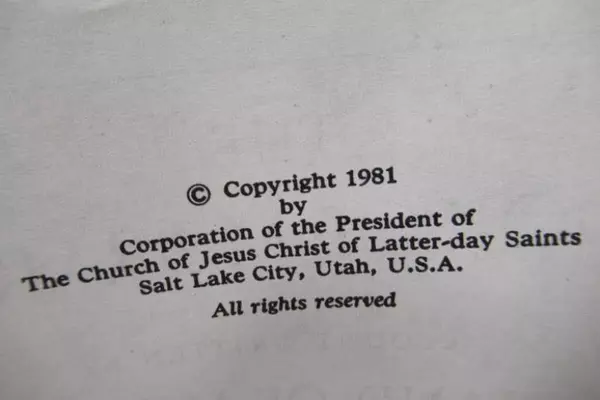 © Copyright 1981
by
Corporation of the President of
The Church of Jesus Christ of Latter-day Saints
Salt Lake City, Utah, U.S.A.
All rights reserved